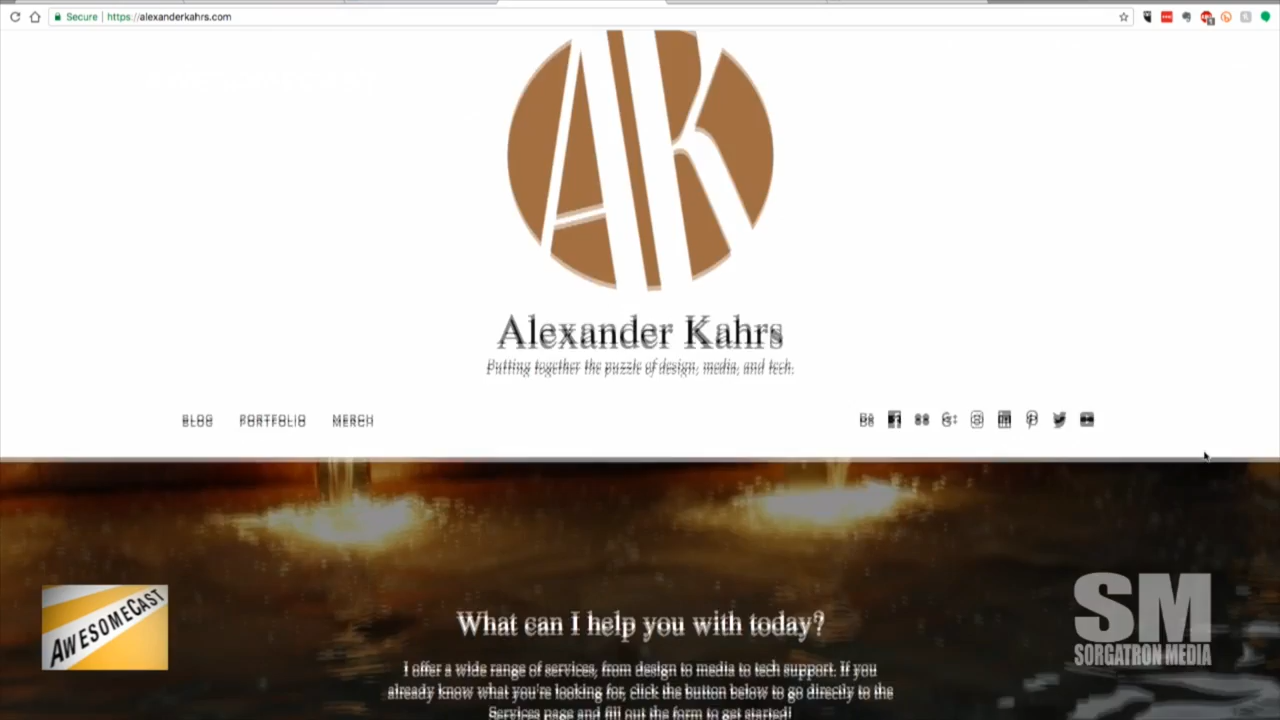 Secure https://alexanderkahrs.com
AK
Alexander Kahrs
Putting together the puzzle of design, media, and tech.
BLOG PORTFOLIO MERCH
What can I help you with today?
I offer a wide range of services, from design to media to tech support. If you
already know what you're looking for, click the button below to go directly to the
Services page and fill out the form to get started!
AWESOMECAST
SM
SORGATRON MEDIA